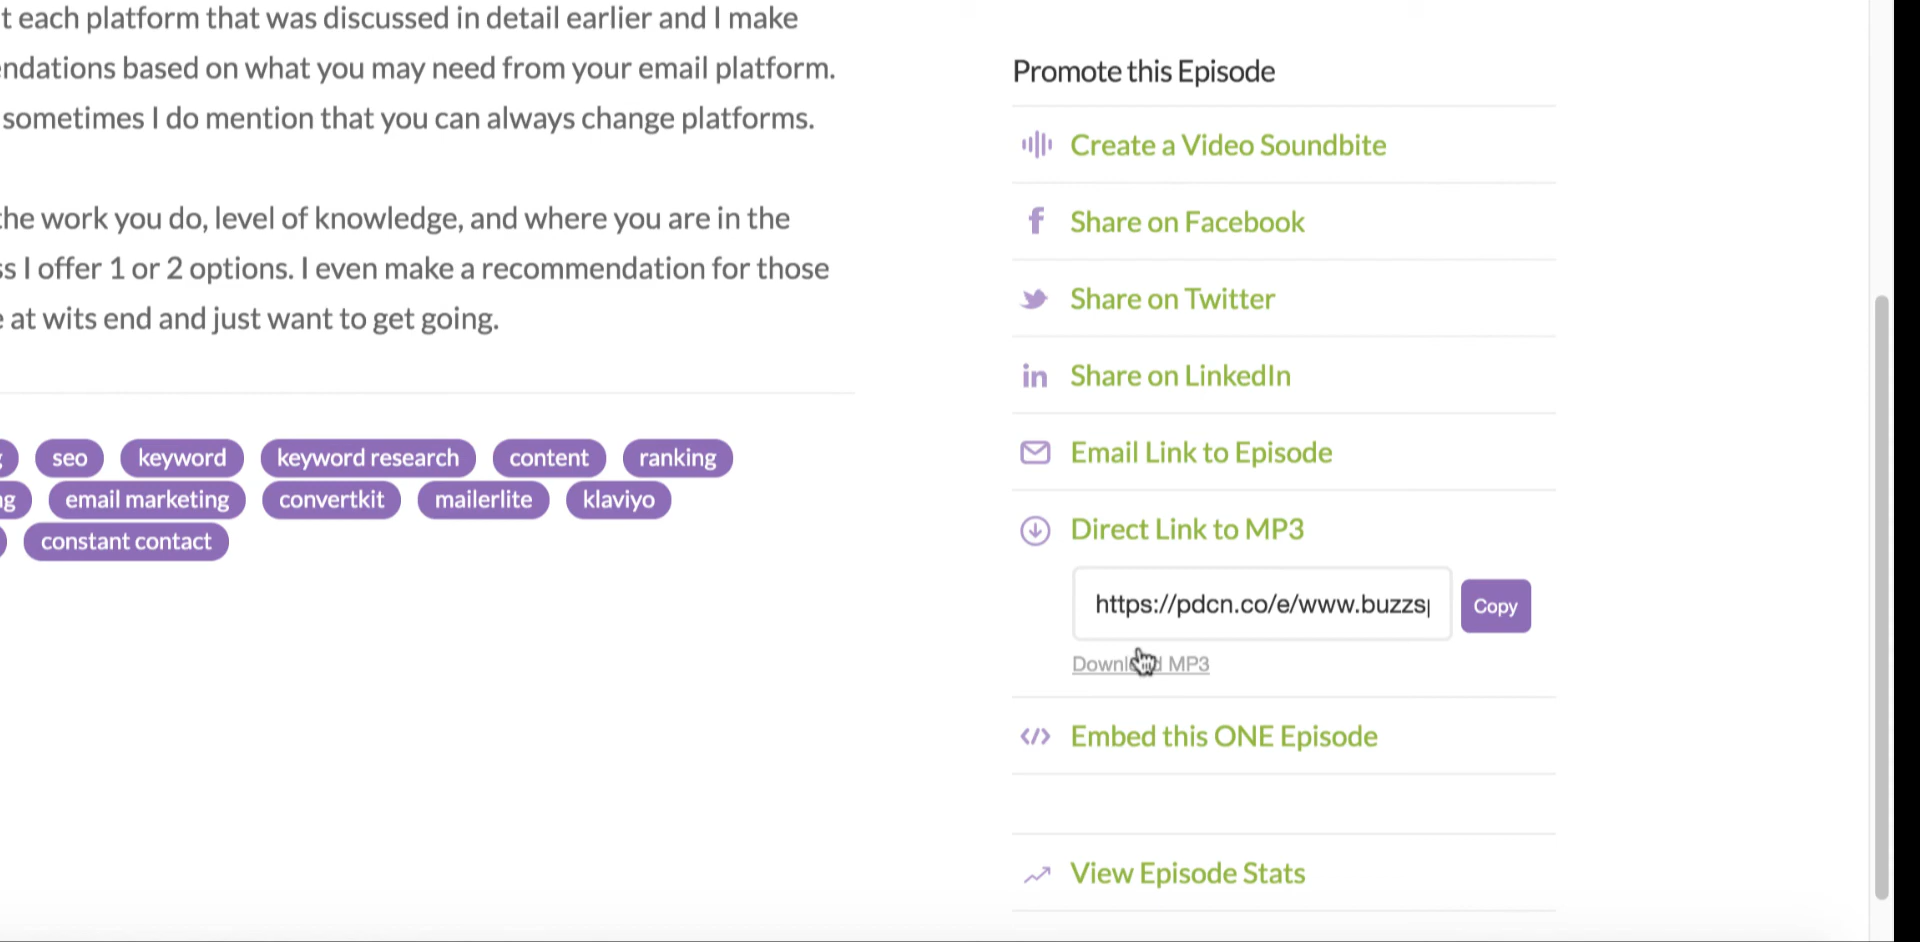 t each platform that was discussed in detail earlier and I make
ndations based on what you may need from your email platform.
sometimes I do mention that you can always change platforms.
the work you do, level of knowledge, and where you are in the
ss I offer 1 or 2 options. I even make a recommendation for those
e at wits end and just want to get going.
seo keyword keyword research content ranking
g email marketing convertkit mailerlite klaviyo
constant contact
Promote this Episode
Create a Video Soundbite
Share on Facebook
Share on Twitter
Share on LinkedIn
Email Link to Episode
Direct Link to MP3
https://pdcn.co/e/www.buzzs Copy
Download MP3
Embed this ONE Episode
View Episode Stats